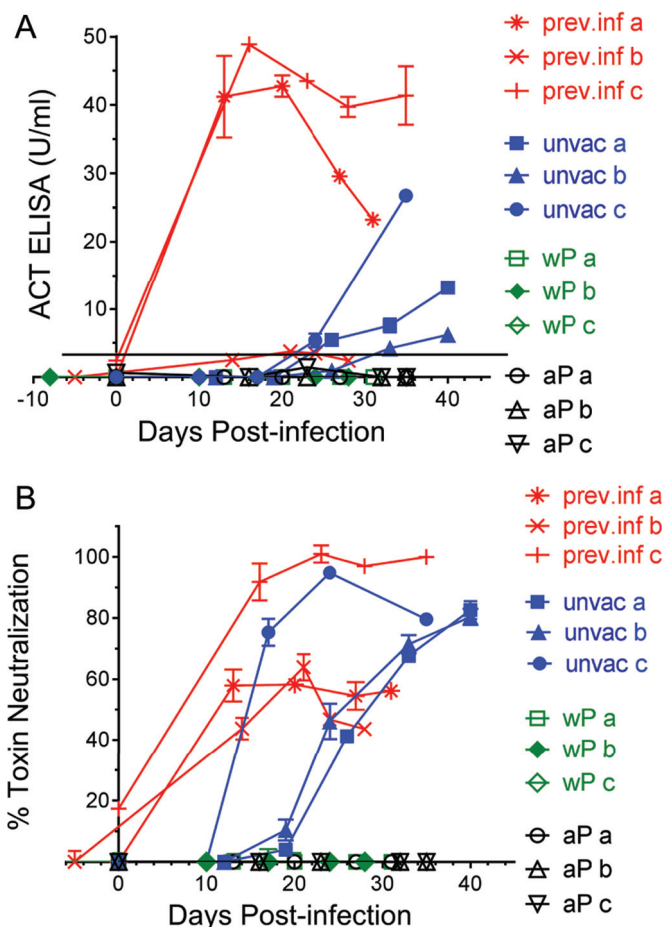 A
ACT ELISA (U/ml)
50
40
30
20
10
-10
0
10
20
30
40
Days Post-infection
prev.inf a
prev.inf b
prev.inf c
unvac a
unvac b
unvac c
wP a
wP b
wP c
aP a
aP b
aP c
B
% Toxin Neutralization
100
80
60
40
20
0
10
20
30
40
Days Post-infection
prev.inf a
prev.inf b
prev.inf c
unvac a
unvac b
unvac c
wP a
wP b
wP c
aP a
aP b
aP c